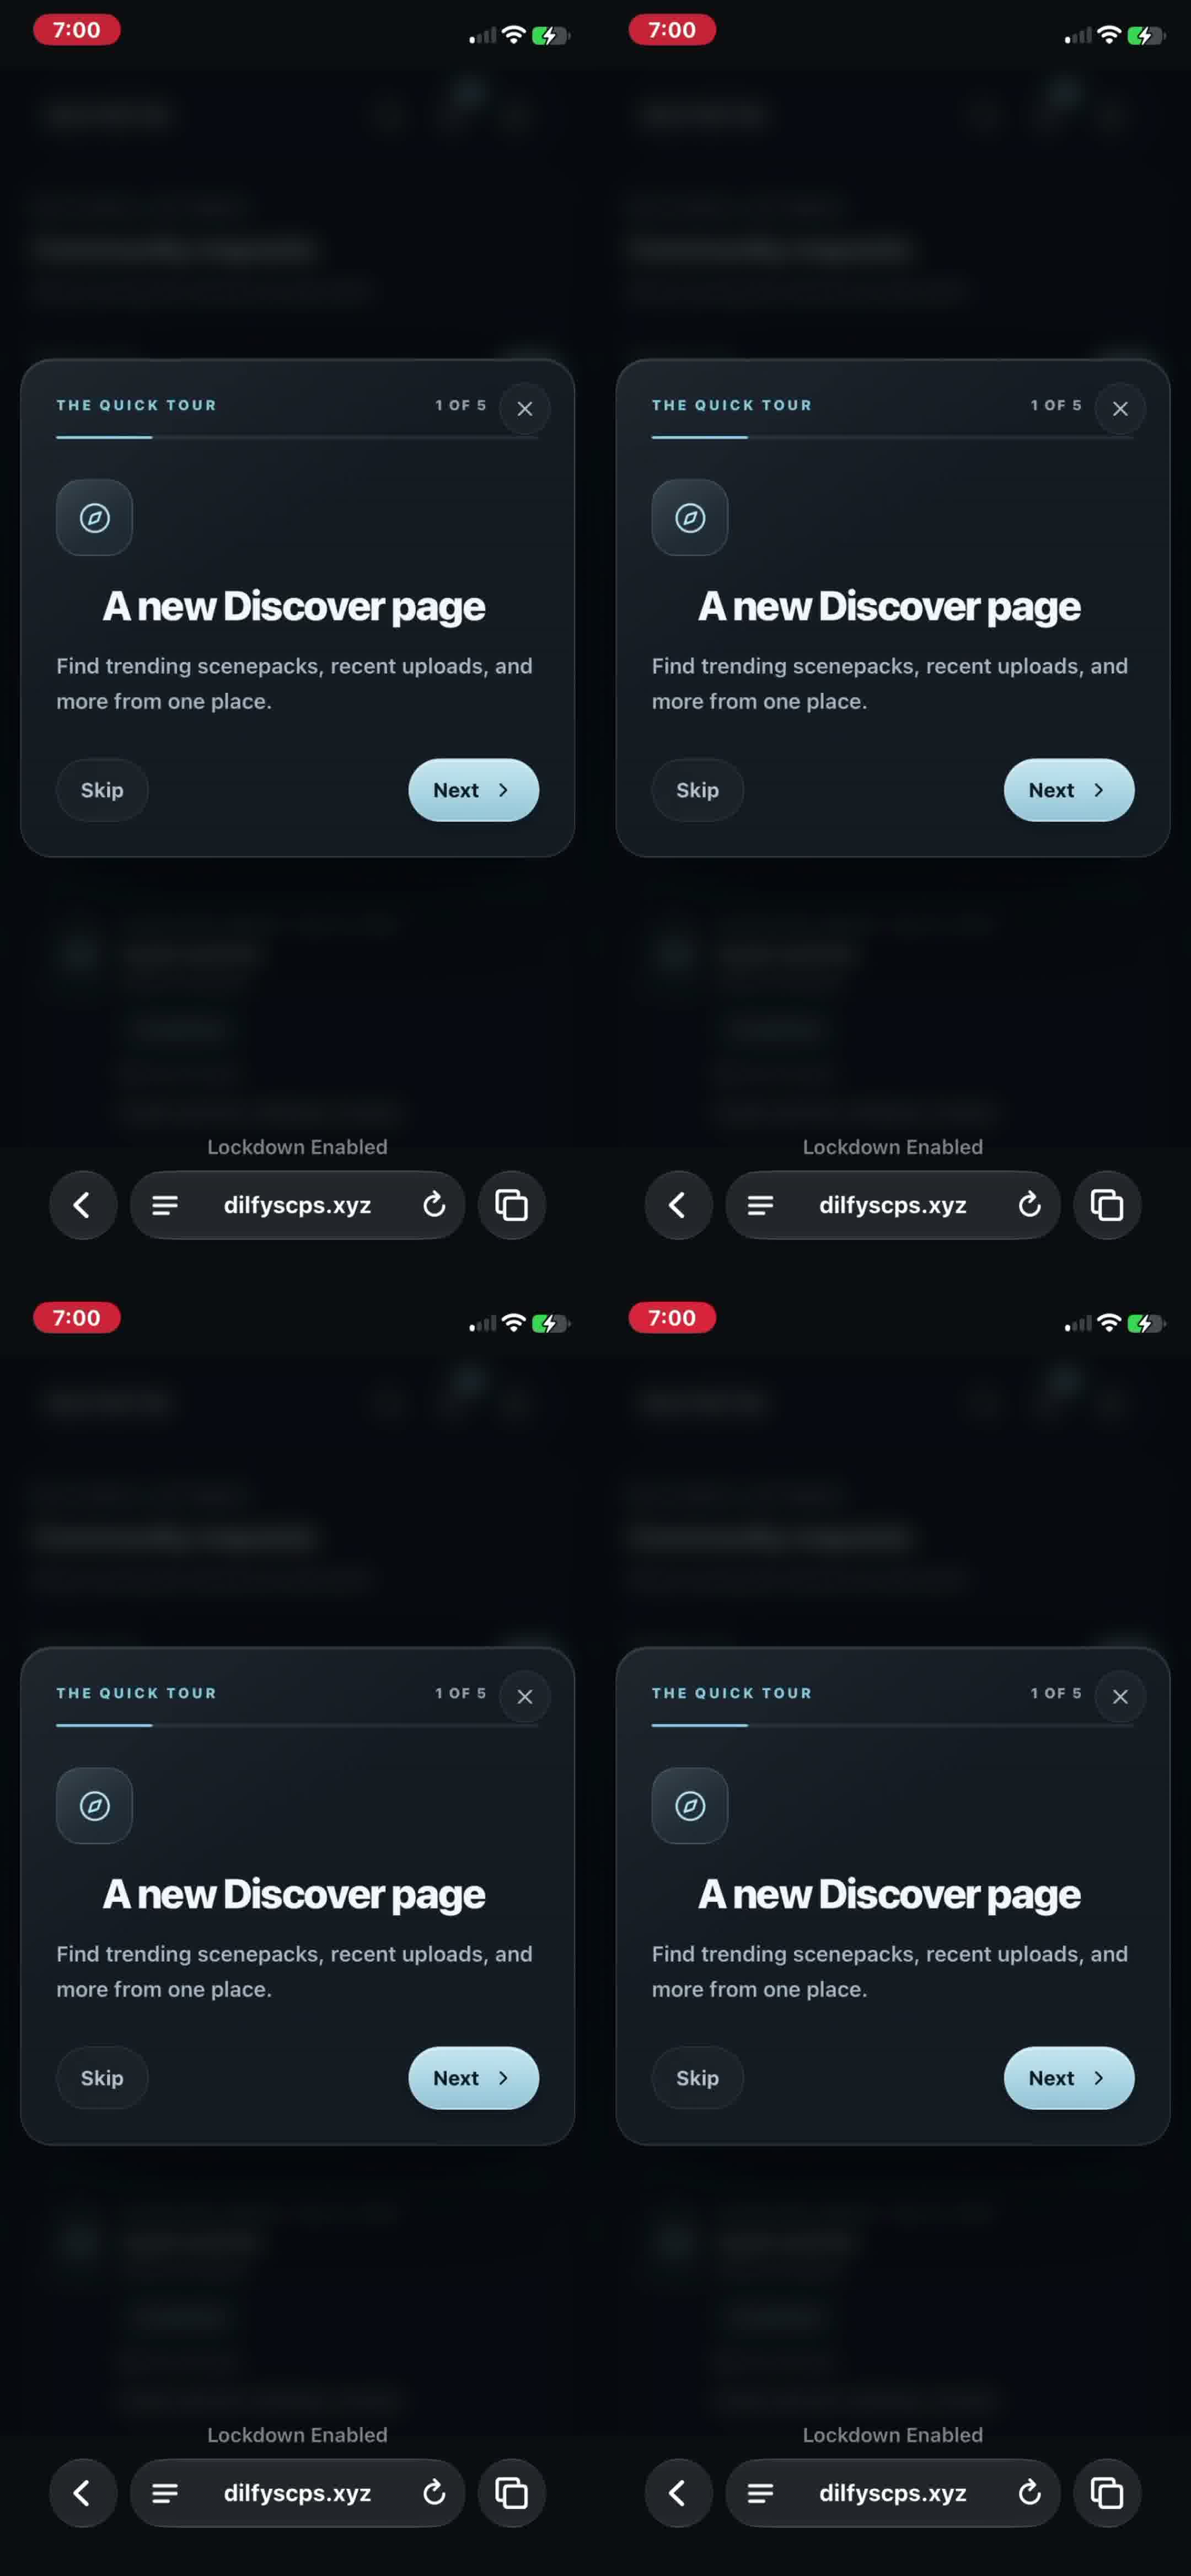 7:00
THE QUICK TOUR
1 OF 5
A new Discover page
Find trending scenepacks, recent uploads, and
more from one place.
Skip
Next
Lockdown Enabled
dilfyscps.xyz
7:00
THE QUICK TOUR
1 OF 5
A new Discover page
Find trending scenepacks, recent uploads, and
more from one place.
Skip
Next
Lockdown Enabled
dilfyscps.xyz
7:00
THE QUICK TOUR
1 OF 5
A new Discover page
Find trending scenepacks, recent uploads, and
more from one place.
Skip
Next
Lockdown Enabled
dilfyscps.xyz
7:00
THE QUICK TOUR
1 OF 5
A new Discover page
Find trending scenepacks, recent uploads, and
more from one place.
Skip
Next
Lockdown Enabled
dilfyscps.xyz